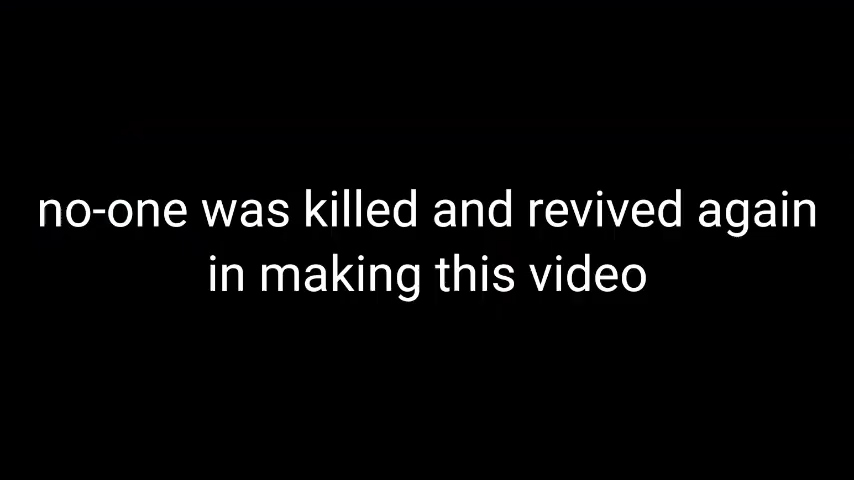 no-one was killed and revived again
in making this video